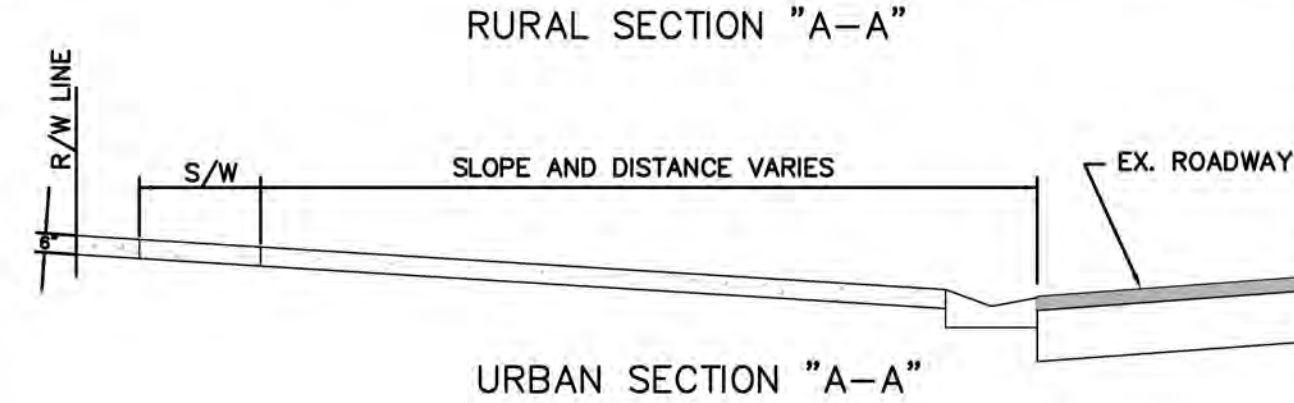 RURAL SECTION "A-A"
R/W LINE
S/W
SLOPE AND DISTANCE VARIES
EX. ROADWAY
6"
URBAN SECTION "A-A"